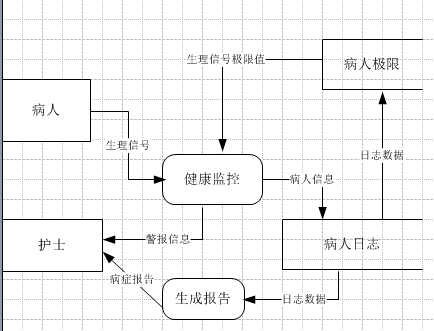 生理信号极限值
病人极限
病人
生理信号
日志数据
健康监控
病人信息
护士
警报信息
病人日志
病症报告
生成报告
日志数据